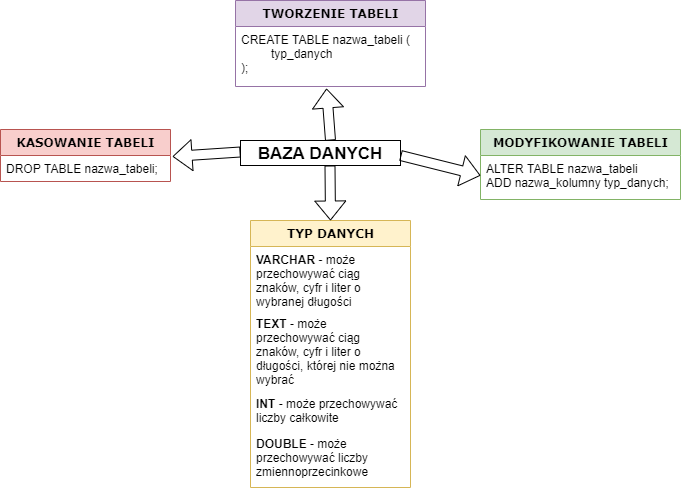 TWORZENIE TABELI
CREATE TABLE nazwa_tabeli (
typ_danych
);
KASOWANIE TABELI
DROP TABLE nazwa_tabeli;
BAZA DANYCH
MODYFIKOWANIE TABELI
ALTER TABLE nazwa_tabeli
ADD nazwa_kolumny typ_danych;
TYP DANYCH
VARCHAR - może
przechowywać ciąg
znaków, cyfr i liter o
wybranej długości
TEXT - może
przechowywać ciąg
znaków, cyfr i liter o
długości, której nie można
wybrać
INT - może przechowywać
liczby całkowite
DOUBLE - może
przechowywać liczby
zmiennoprzecinkowe